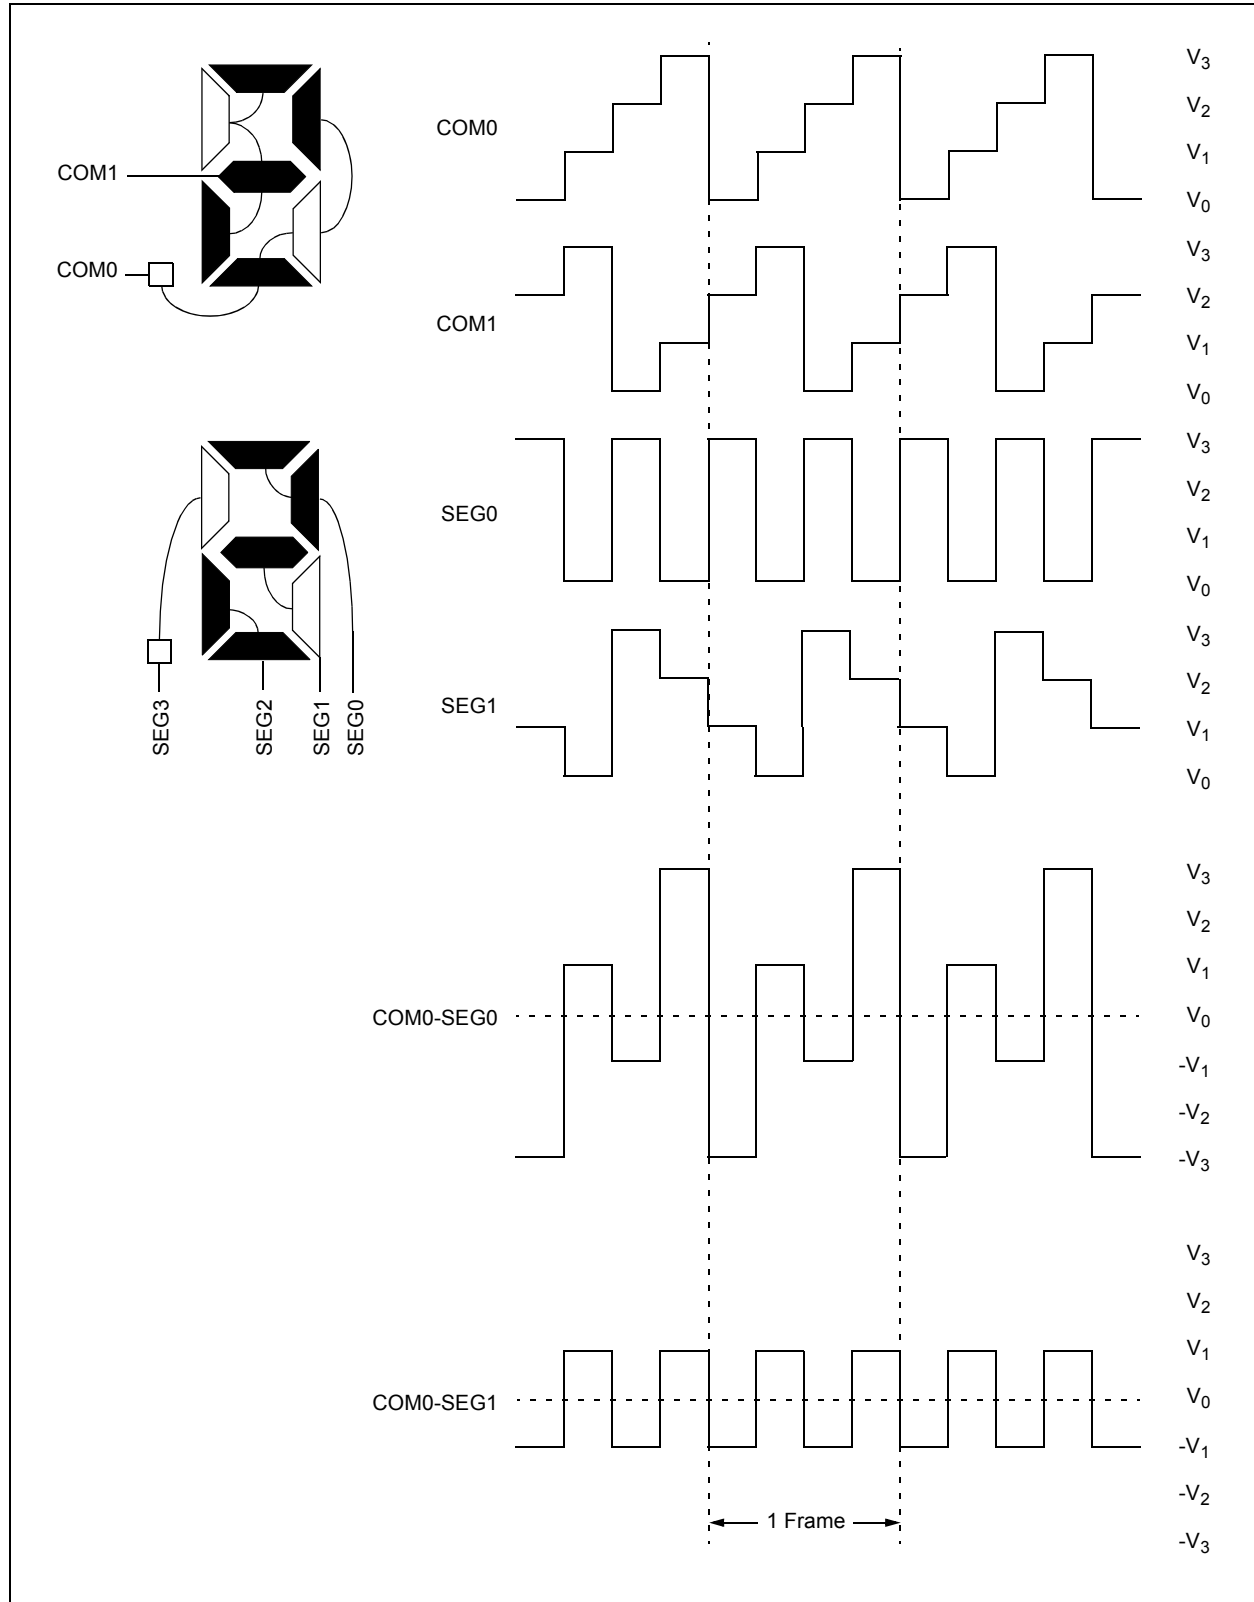 COM1
COM0
SEG3
SEG2
SEG1
SEG0
COM0
V3
V2
V1
V0
COM1
V3
V2
V1
V0
SEG0
V3
V2
V1
V0
SEG1
V3
V2
V1
V0
COM0-SEG0
V3
V2
V1
V0
-V1
-V2
-V3
COM0-SEG1
V3
V2
V1
V0
-V1
-V2
-V3
1 Frame